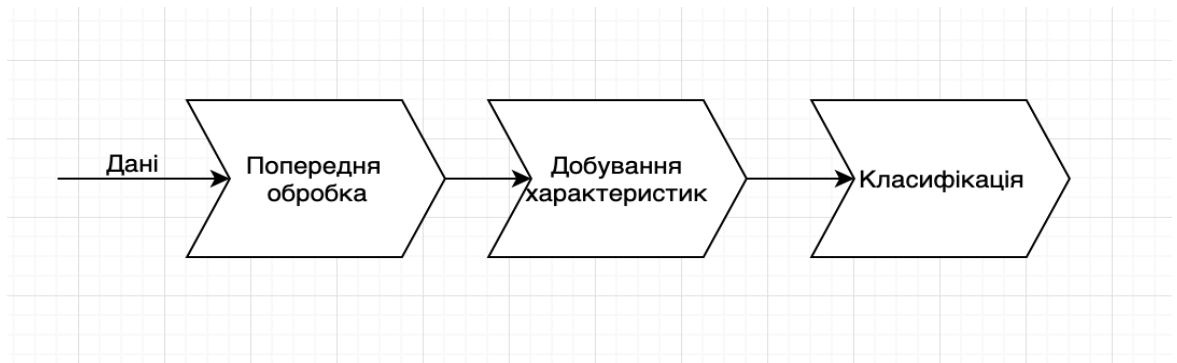 Дані
Попередня
обробка
Добування
характеристик
Класифікація